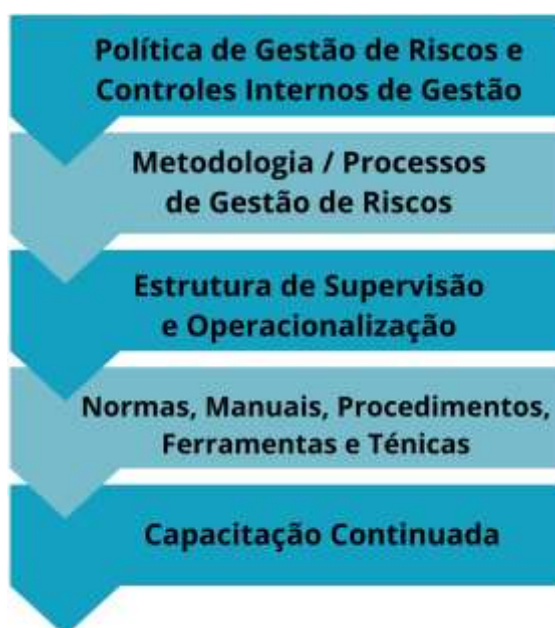 Política de Gestão de Riscos e
Controles Internos de Gestão
Metodologia / Processos
de Gestão de Riscos
Estrutura de Supervisão
e Operacionalização
Normas, Manuais, Procedimentos,
Ferramentas e Ténicas
Capacitação Continuada